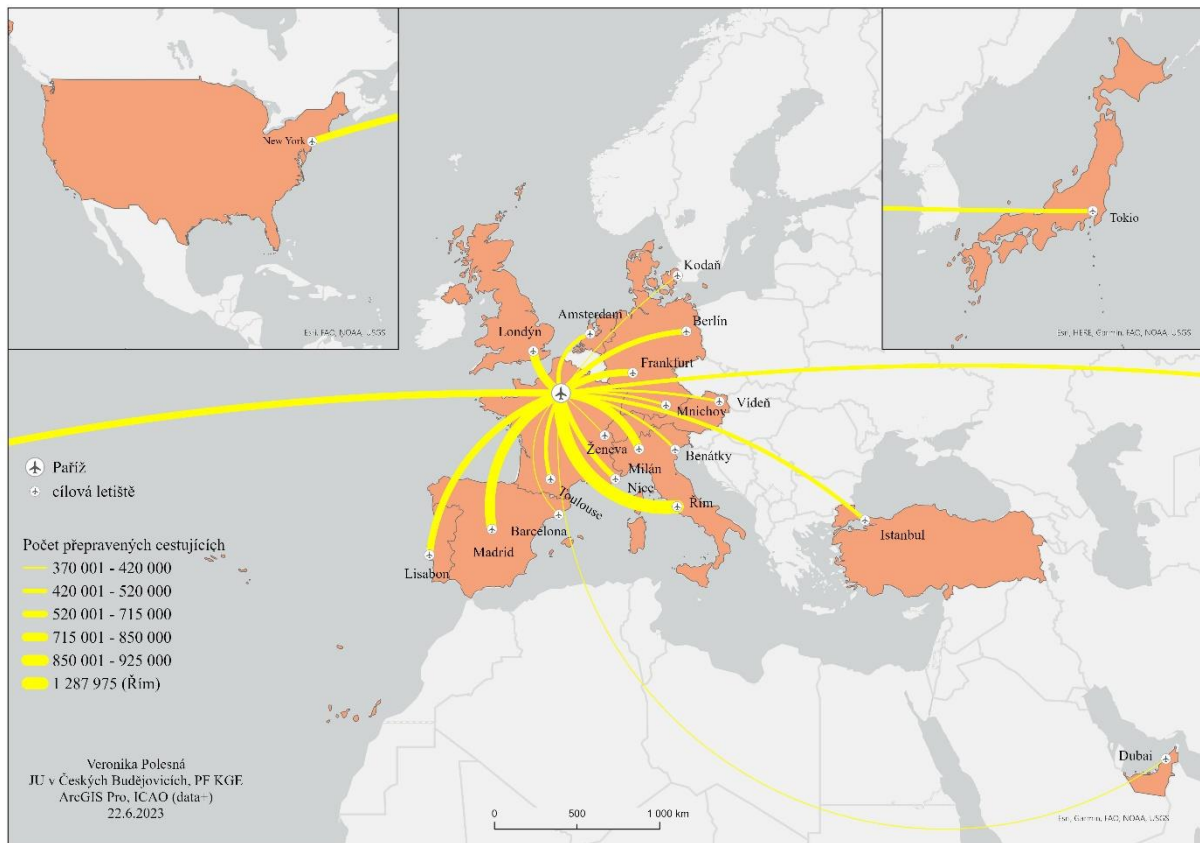 New York
Esri, FAO, NOAA, USGS
Tokio
Esri, HERE, Garmin, FAO, NOAA, USGS
Kodaň
Amsterdam
Berlín
Londýn
Frankfurt
Vídeň
Mnichov
Ženeva
Benátky
Milán
Nice
Toulouse
Řím
Barcelona
Madrid
Lisabon
Istanbul
Dubai
Esri, Garmin, FAO, NOAA, USGS
Paříž
cílová letiště
Počet přepravených cestujících
370 001 - 420 000
420 001 - 520 000
520 001 - 715 000
715 001 - 850 000
850 001 - 925 000
1 287 975 (Řím)
Veronika Polesná
JU v Českých Budějovicích, PF KGE
ArcGIS Pro, ICAO (data+)
22.6.2023
0 500 1 000 km